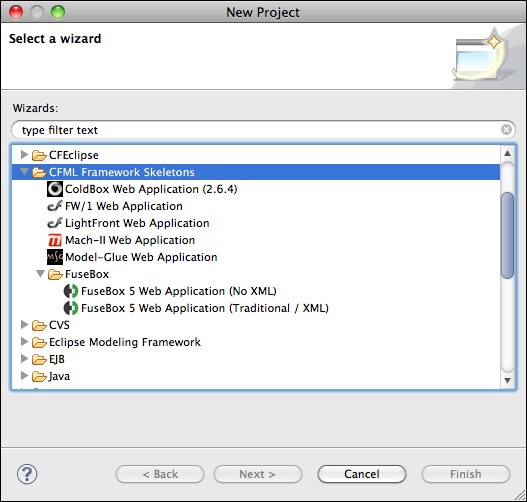 New Project
Select a wizard
Wizards:
type filter text
CFEclipse
CFML Framework Skeletons
ColdBox Web Application (2.6.4)
FW/1 Web Application
LightFront Web Application
Mach-II Web Application
Model-Glue Web Application
FuseBox
FuseBox 5 Web Application (No XML)
FuseBox 5 Web Application (Traditional / XML)
CVS
Eclipse Modeling Framework
EJB
Java
? < Back Next > Cancel Finish